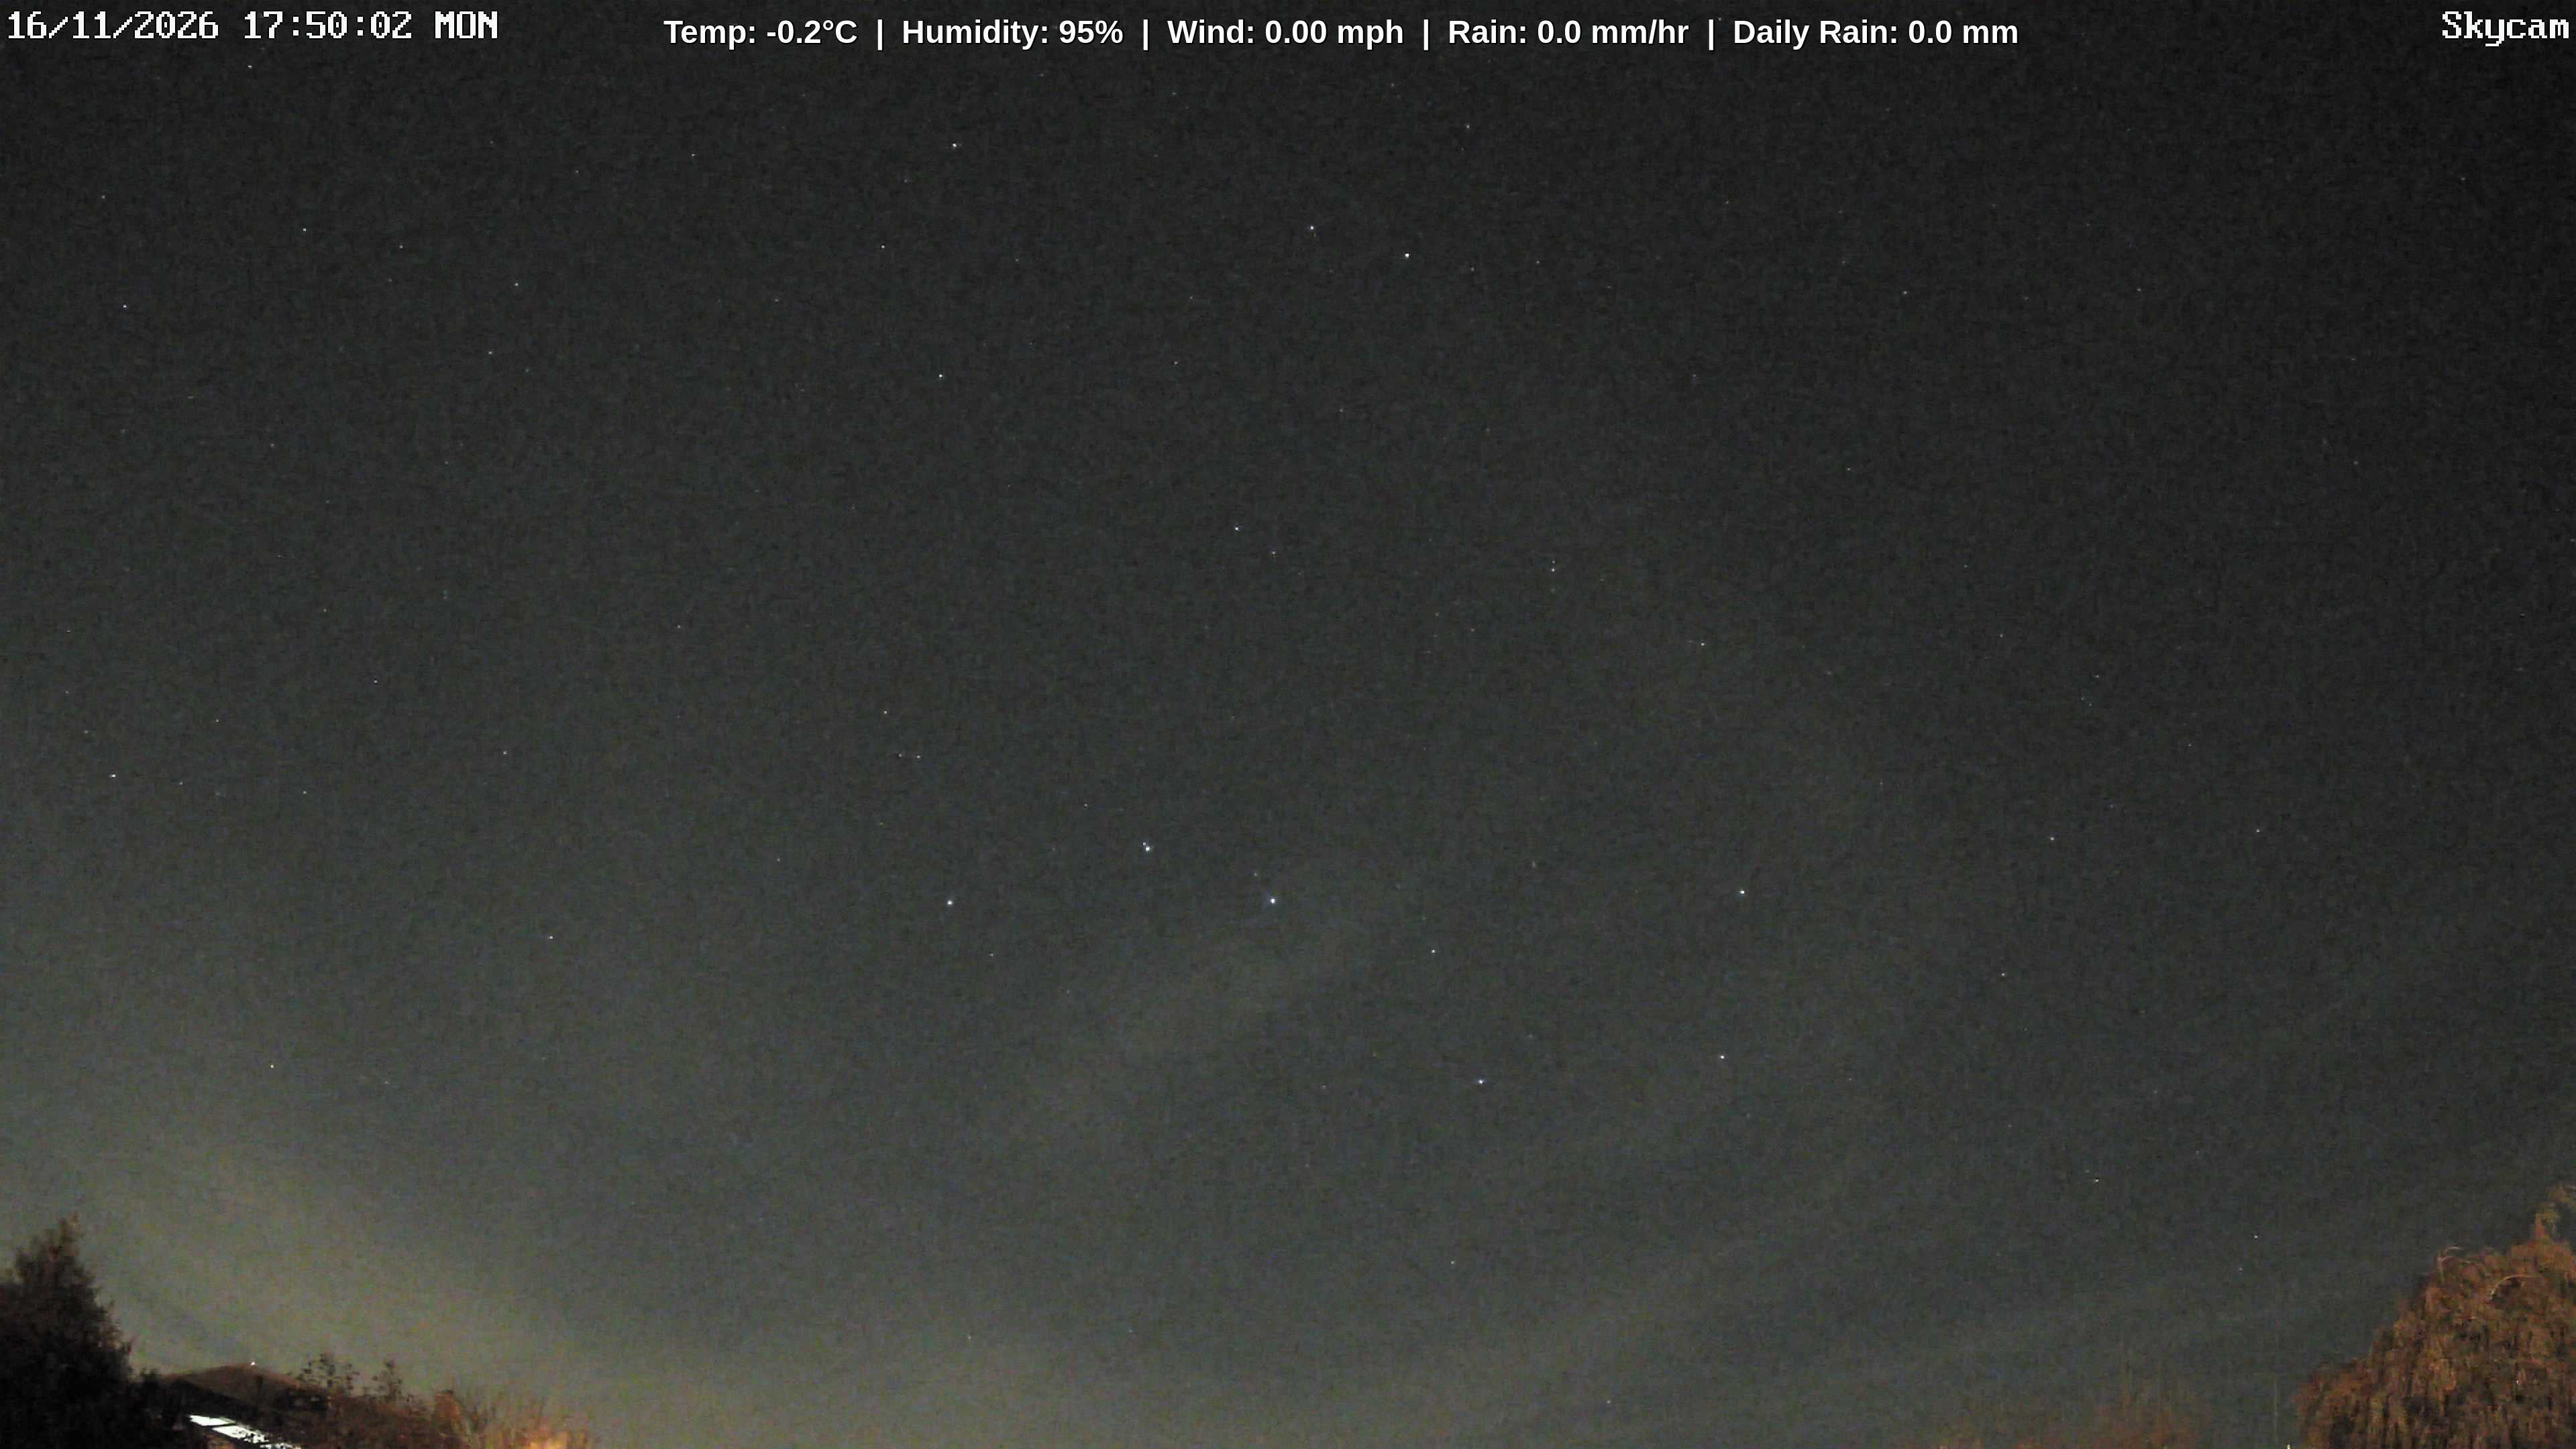 16/11/2026 17:50:02 MON
Temp: -0.2°C | Humidity: 95% | Wind: 0.00 mph | Rain: 0.0 mm/hr | Daily Rain: 0.0 mm
Skycam